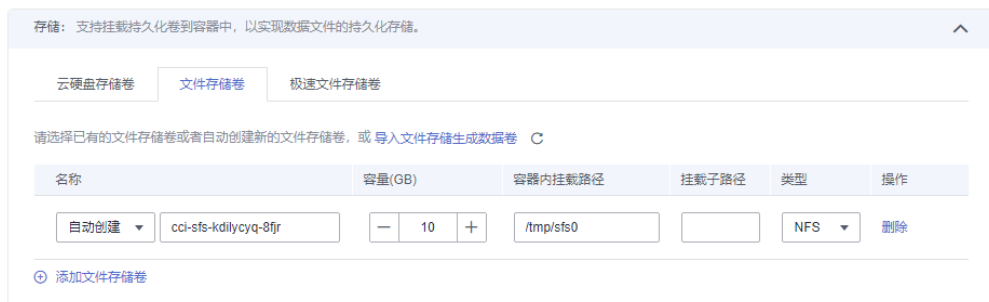 存储： 支持挂载持久化卷到容器中，以实现数据文件的持久化存储。
云硬盘存储卷 文件存储卷 极速文件存储卷
请选择已有的文件存储卷或者自动创建新的文件存储卷，或 导入文件存储生成数据卷
名称 容量(GB) 容器内挂载路径 挂载子路径 类型 操作
自动创建 cci-sfs-kdilycyq-8fjr 10 /tmp/sfs0 NFS 删除
添加文件存储卷